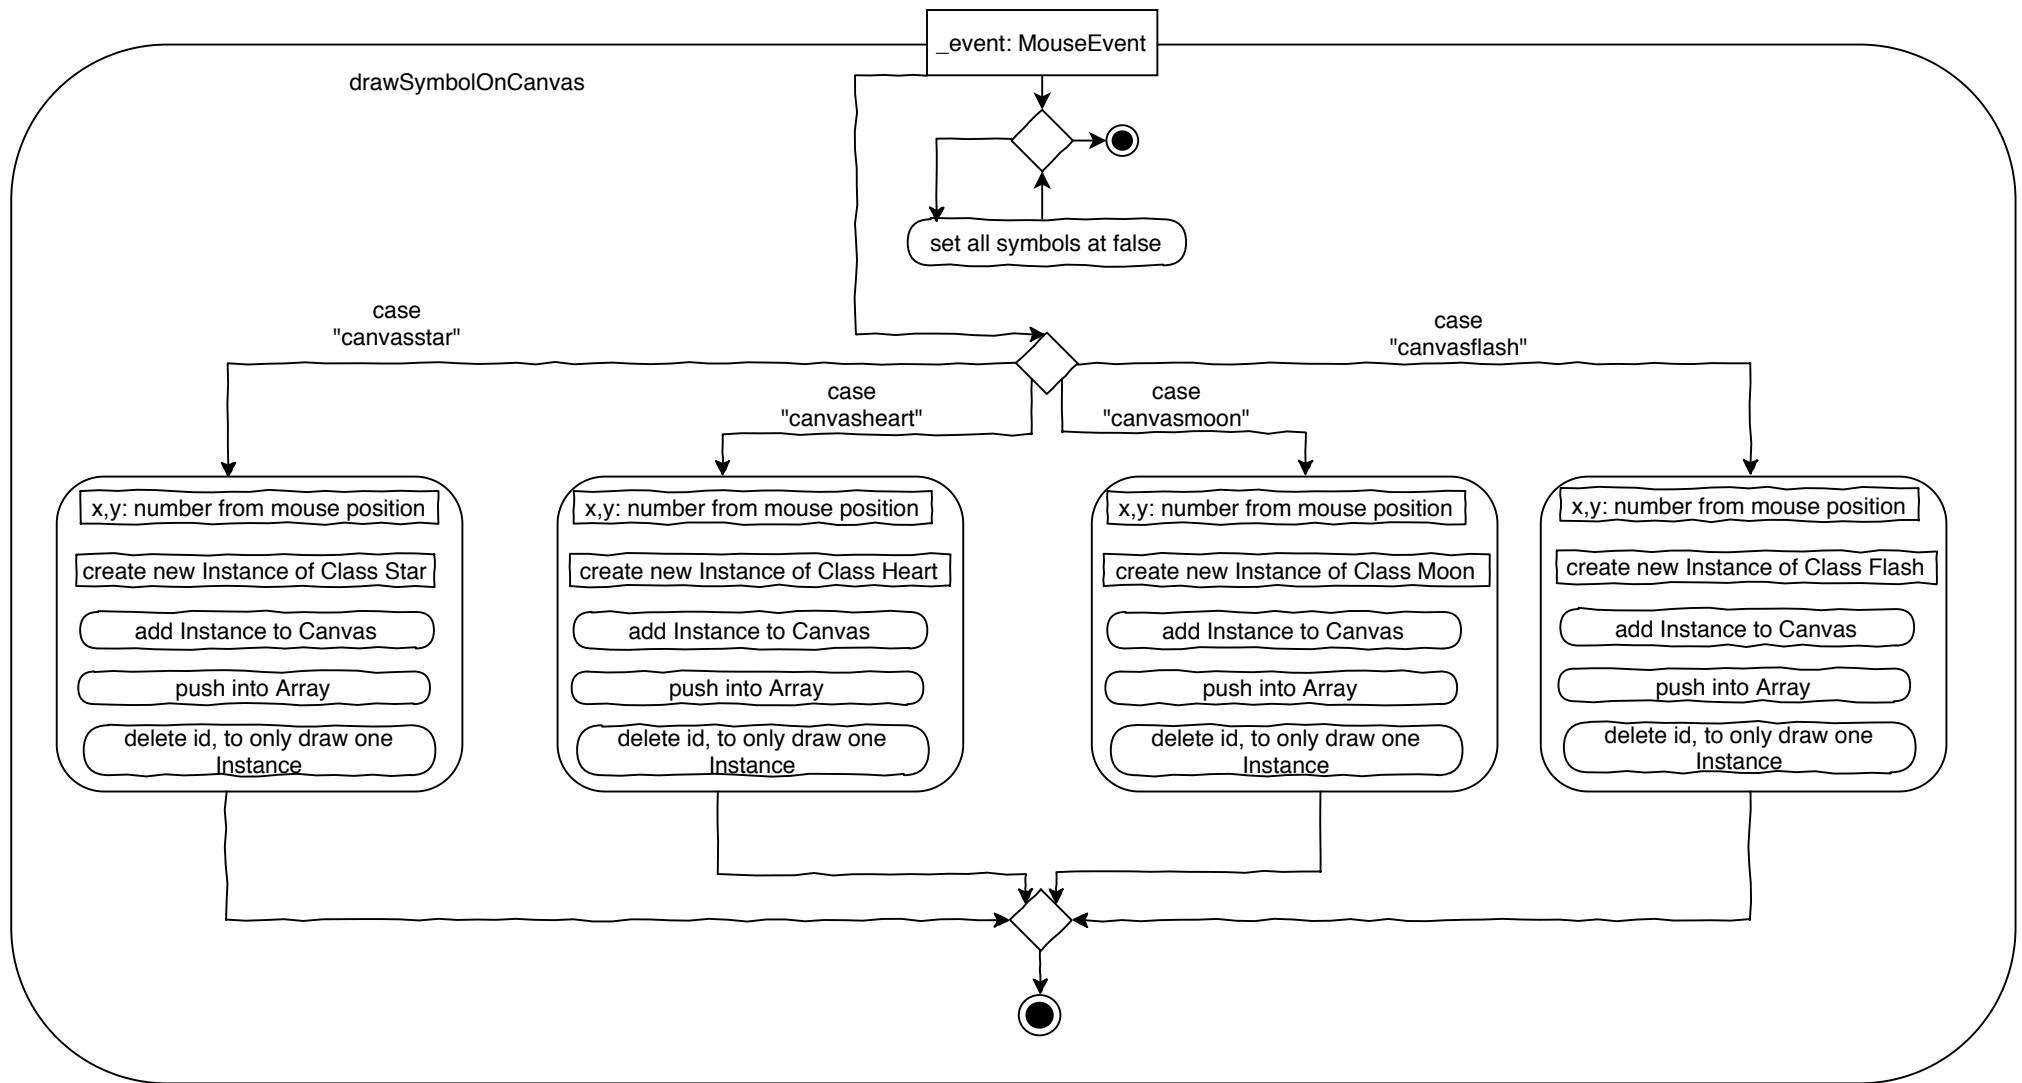 _event: MouseEvent
drawSymbolOnCanvas
set all symbols at false
case
"canvasstar"
case
"canvasflash"
case
"canvasheart"
case
"canvasmoon"
x,y: number from mouse position
create new Instance of Class Star
add Instance to Canvas
push into Array
delete id, to only draw one
Instance
x,y: number from mouse position
create new Instance of Class Heart
add Instance to Canvas
push into Array
delete id, to only draw one
Instance
x,y: number from mouse position
create new Instance of Class Moon
add Instance to Canvas
push into Array
delete id, to only draw one
Instance
x,y: number from mouse position
create new Instance of Class Flash
add Instance to Canvas
push into Array
delete id, to only draw one
Instance